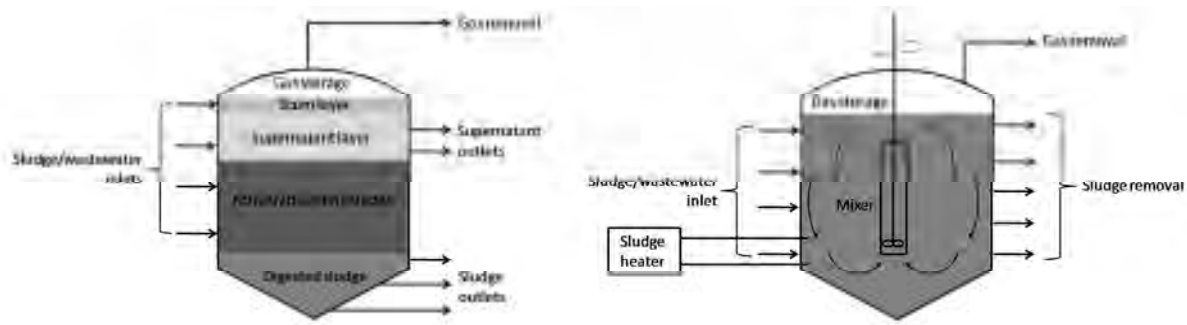 Gas removal
Gas storage
Scum layer
Supernatant layer
Supernatant
outlets
Sludge/wastewater
inlets
Digested sludge
Sludge
outlets
Gas removal
Gas storage
Sludge/wastewater
inlet
Mixer
Sludge removal
Sludge
heater